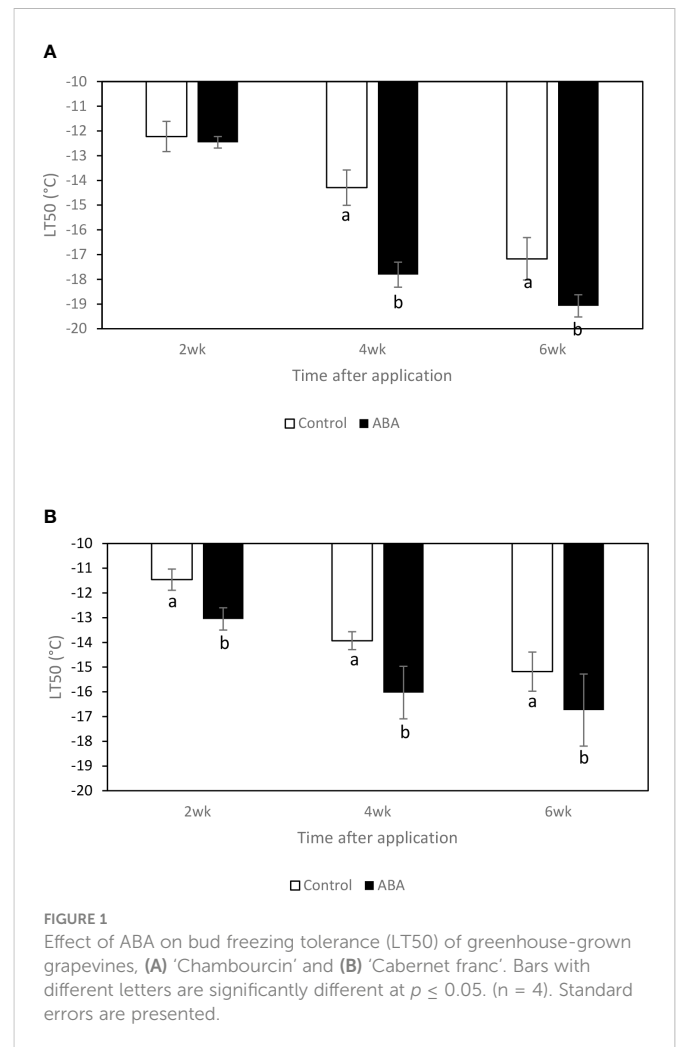 A
-10
-11
-12
-13
-14
-15
-16
-17
-18
-19
-20
LT50 (°C)
a
b
a
b
2wk 4wk 6wk
Time after application
Control ABA
B
-10
-11
-12
-13
-14
-15
-16
-17
-18
-19
-20
LT50 (°C)
a
b
a
b
a
b
2wk 4wk 6wk
Time after application
Control ABA
FIGURE 1
Effect of ABA on bud freezing tolerance (LT50) of greenhouse-grown
grapevines, (A) ‘Chambourcin’ and (B) ‘Cabernet franc’. Bars with
different letters are significantly different at p ≤ 0.05. (n = 4). Standard
errors are presented.